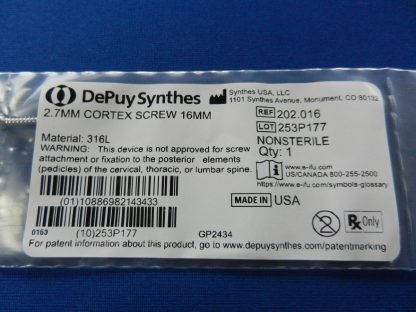 DePuy Synthes
Synthes USA, LLC
1101 Synthes Avenue, Monument, CO 80132
2.7MM CORTEX SCREW 16MM
REF 202.016
LOT 253P177
Material: 316L
NONSTERILE
WARNING: This device is not approved for screw
attachment or fixation to the posterior elements
(pedicles) of the cervical, thoracic, or lumbar spine.
Qty: 1
www.e-ifu.com
US/CANADA 800-255-2500
https://www.e-ifu.com/symbols-glossary
(01)10886982143433
MADE IN USA
0163
(10)253P177
GP2434
2
Rx Only
For patent information about this product, go to www.depuysynthes.com/patentmarking